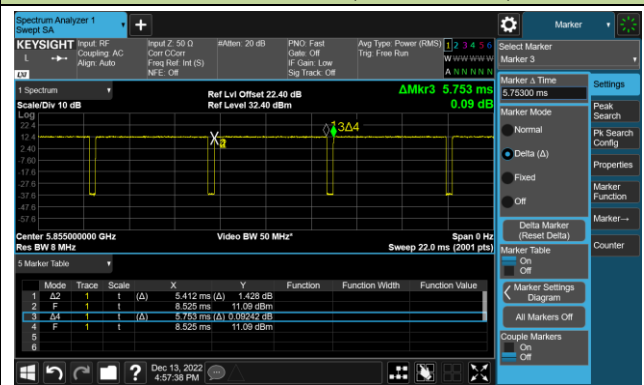 Spectrum Analyzer 1
Swept SA
Marker
KEYSIGHT
Input: RF
Coupling: AC
Align: Auto
Input Z: 50 Ω
Corr CCorr
Freq Ref: Int (S)
NFE: Off
#Atten: 20 dB
PNO: Fast
Gate: Off
IF Gain: Low
Sig Track: Off
Avg Type: Power (RMS)
Trig: Free Run
1 2 3 4 5 6
W W W W W W
A N N N N N
L
LXI
Select Marker
Marker 3
1 Spectrum
Scale/Div 10 dB
Log
Ref Lvl Offset 22.40 dB
Ref Level 32.40 dBm
ΔMkr3 5.753 ms
0.09 dB
22.4
12.4
2.40
-7.60
-17.6
-27.6
-37.6
-47.6
-57.6
3Δ4
Center 5.855000000 GHz
Res BW 8 MHz
Video BW 50 MHz*
Span 0 Hz
Sweep 22.0 ms (2001 pts)
5 Marker Table
Mode Trace Scale X Y Function Function Width Function Value
1 Δ2 1 t (Δ) 5.412 ms (Δ) 1.428 dB
2 F 1 t 8.525 ms 11.09 dBm
3 Δ4 1 t (Δ) 5.753 ms (Δ) 0.09242 dB
4 F 1 t 8.525 ms 11.09 dBm
5
6
Marker Δ Time
5.75300 ms
Marker Mode
Normal
Delta (Δ)
Fixed
Off
Delta Marker
(Reset Delta)
Marker Table
On
Off
Marker Settings
Diagram
All Markers Off
Couple Markers
On
Off
Settings
Peak
Search
Pk Search
Config
Properties
Marker
Function
Marker→
Counter
?
Dec 13, 2022
4:57:38 PM